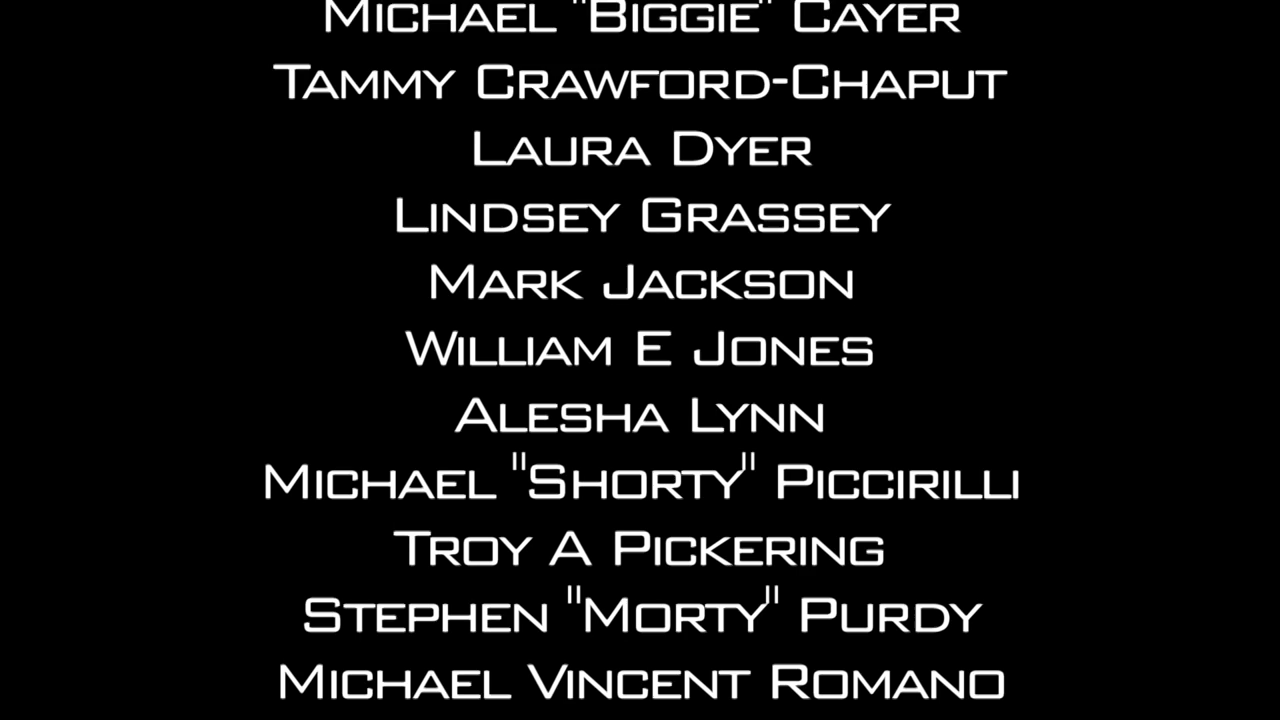 Michael "Biggie" Cayer
Tammy Crawford-Chaput
Laura Dyer
Lindsey Grassey
Mark Jackson
William E Jones
Alesha Lynn
Michael "Shorty" Piccirilli
Troy A Pickering
Stephen "Morty" Purdy
Michael Vincent Romano